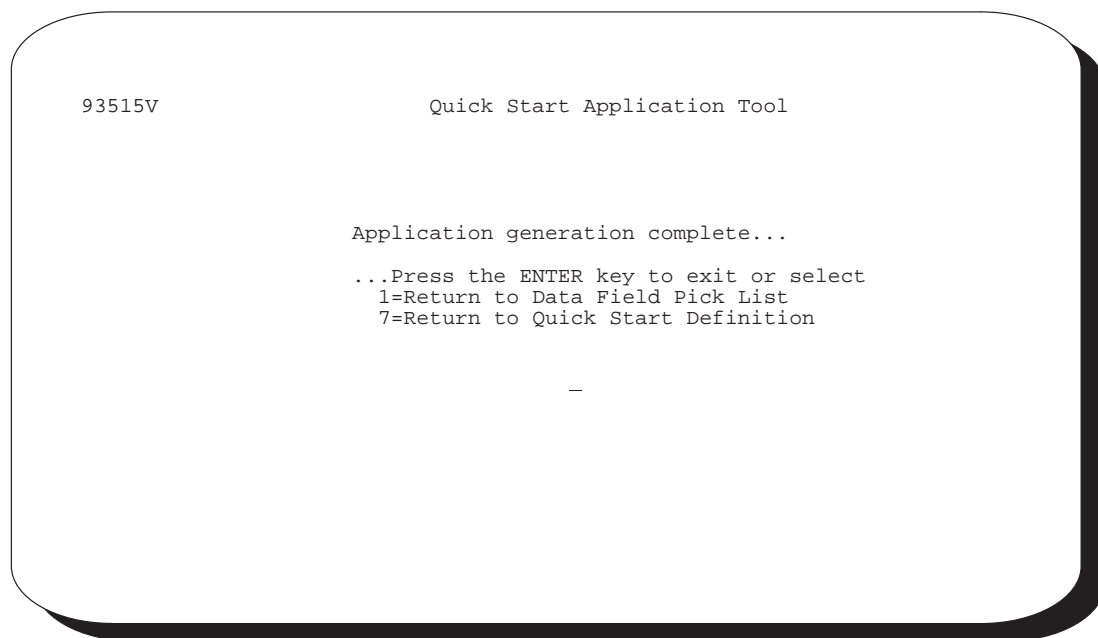 93515V Quick Start Application Tool
Application generation complete...
...Press the ENTER key to exit or select
1=Return to Data Field Pick List
7=Return to Quick Start Definition
_